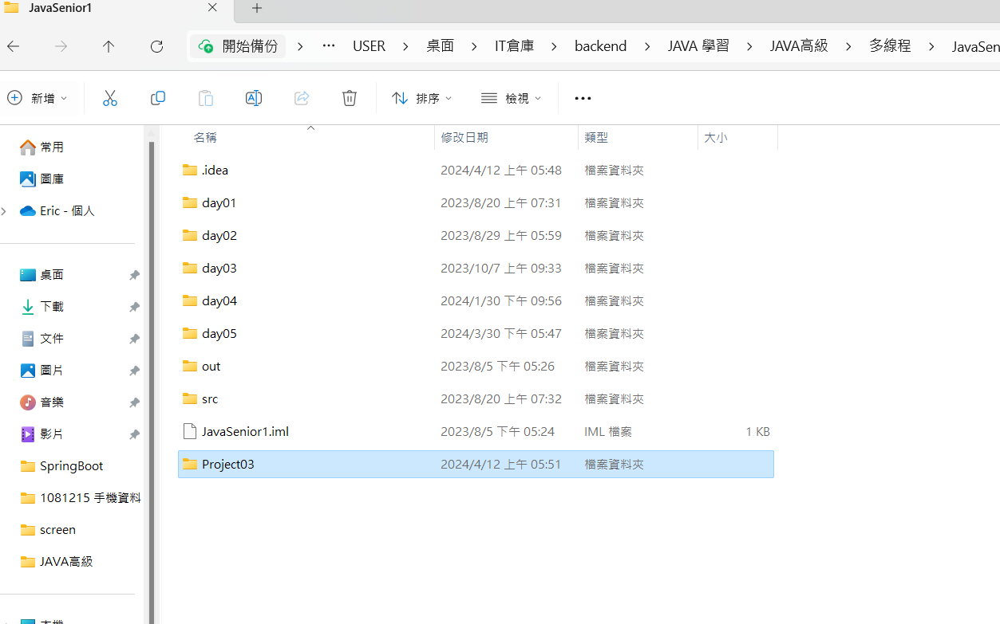 JavaSenior1
開始備份 > ... USER > 桌面 > IT倉庫 > backend > JAVA 學習 > JAVA高級 > 多線程 > JavaSen
新增 排序 檢視 ...
名稱 修改日期 類型 大小
.idea 2024/4/12 上午 05:48 檔案資料夾
day01 2023/8/20 上午 07:31 檔案資料夾
day02 2023/8/29 上午 05:59 檔案資料夾
day03 2023/10/7 上午 09:33 檔案資料夾
day04 2024/1/30 下午 09:56 檔案資料夾
day05 2024/3/30 下午 05:47 檔案資料夾
out 2023/8/5 下午 05:26 檔案資料夾
src 2023/8/20 上午 07:32 檔案資料夾
JavaSenior1.iml 2023/8/5 下午 05:24 IML 檔案 1 KB
Project03 2024/4/12 上午 05:51 檔案資料夾
常用
圖庫
Eric - 個人
桌面
下載
文件
圖片
音樂
影片
SpringBoot
1081215 手機資料
screen
JAVA高級
本機